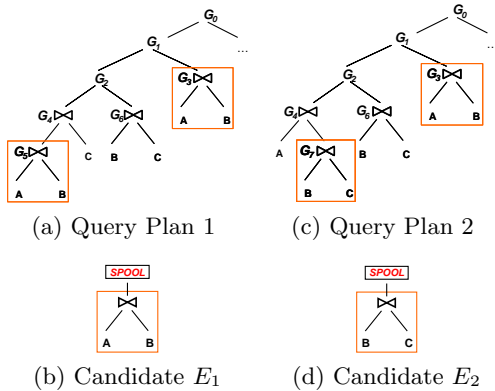 G0 G0
G1 ... G1 ...
G2 G3 G2 G3
G4 G6 A B G4 G6 A B
G5 C B C A G7 B C
A B B C
(a) Query Plan 1 (c) Query Plan 2
SPOOL SPOOL
A B B C
(b) Candidate E1 (d) Candidate E2